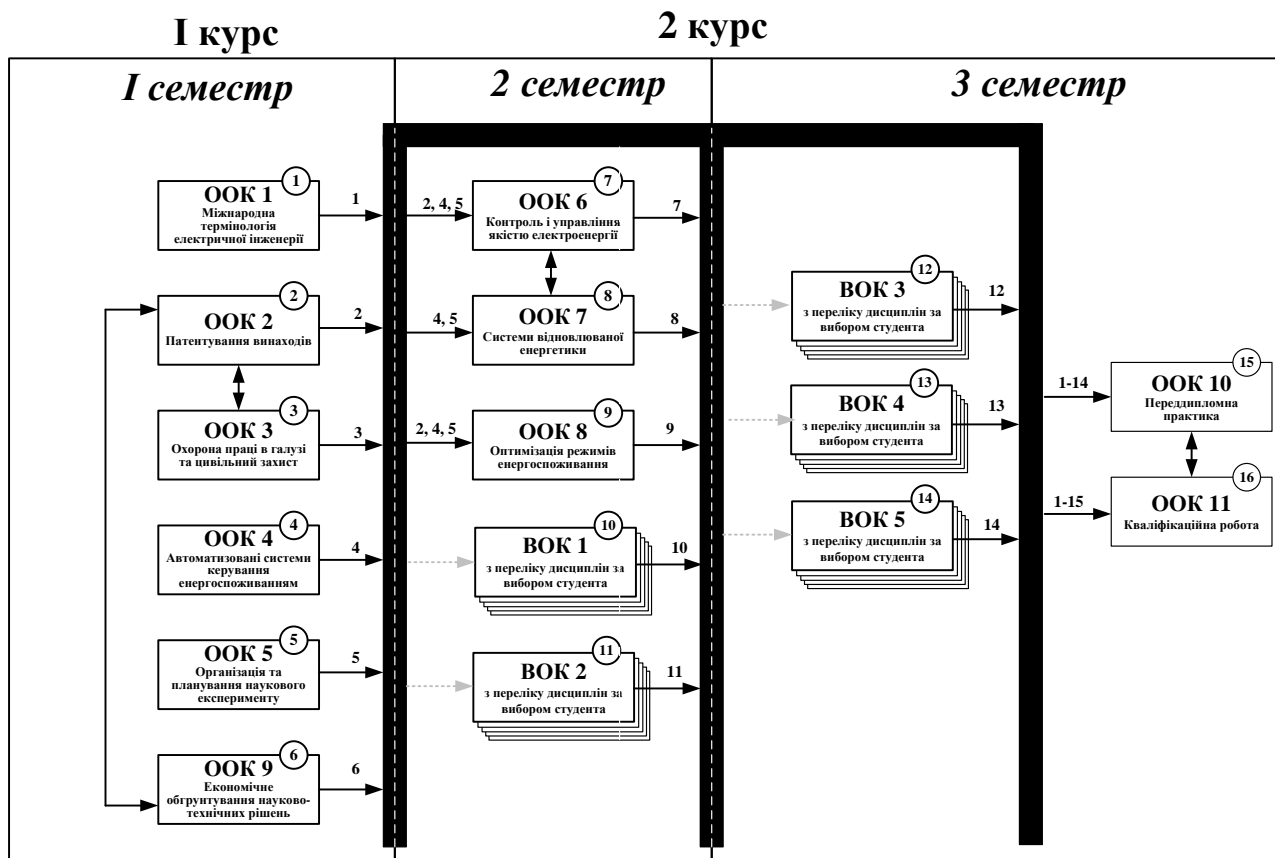 I курс
2 курс
I семестр
2 семестр
3 семестр
1
ООК 1
Міжнародна
термінологія
електричної інженерії
1
2
ООК 2
Патентування винаходів
2
3
ООК 3
Охорона праці в галузі
та цивільний захист
3
4
ООК 4
Автоматизовані системи
керування
енергоспоживанням
4
5
ООК 5
Організація та
планування наукового
експерименту
5
6
ООК 9
Економічне
обгрунтування науково-
технічних рішень
6
2, 4, 5
7
ООК 6
Контроль і управління
якістю електроенергії
7
4, 5
8
ООК 7
Системи відновлюваної
енергетики
8
2, 4, 5
9
ООК 8
Оптимізація режимів
енергоспоживання
9
10
ВОК 1
з переліку дисциплін за
вибором студента
10
11
ВОК 2
з переліку дисциплін за
вибором студента
11
12
ВОК 3
з переліку дисциплін за
вибором студента
12
13
ВОК 4
з переліку дисциплін за
вибором студента
13
14
ВОК 5
з переліку дисциплін за
вибором студента
14
1-14
15
ООК 10
Переддипломна
практика
1-15
16
ООК 11
Кваліфікаційна робота